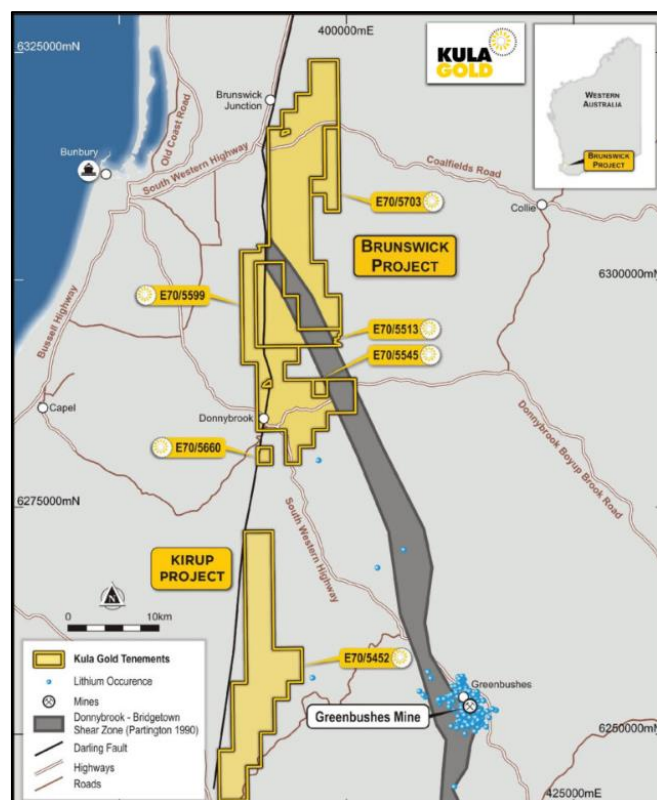 6325000mN
400000mE
KULA
GOLD
WESTERN
AUSTRALIA
BRUNSWICK
PROJECT
Brunswick
Junction
Old Coast Road
Bunbury
South Western Highway
Coalfields Road
Collie
E70/5703
BRUNSWICK
PROJECT
6300000mN
E70/5599
Bussell Highway
E70/5513
E70/5545
Capel
Donnybrook
Donnybrook Boyup Brook Road
E70/5660
6275000mN
South Western Highway
KIRUP
PROJECT
0 10km
E70/5452
Kula Gold Tenements
Lithium Occurence
Mines
Donnybrook - Bridgetown
Shear Zone (Partington 1990)
Darling Fault
Highways
Roads
Greenbushes
Greenbushes Mine
6250000mN
425000mE